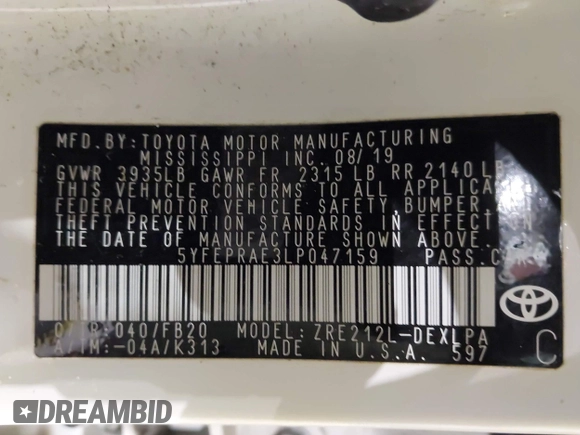 MFD.BY:TOYOTA MOTOR MANUFACTURING
MISSISSIPPI INC. 08/19
GVWR 3935LB GAWR FR 2315 LB RR 2140 LB
THIS VEHICLE CONFORMS TO ALL APPLICA
FEDERAL MOTOR VEHICLE SAFETY, BUMPER,
THEFT PREVENTION STANDARDS IN EFFECT ON
THE DATE OF MANUFACTURE SHOWN ABOVE.
5YFEPRAE3LP047159 PASS.CAR
040/FB20 MODEL: ZRE212L-DEXLPA
-04A/K313 MADE IN U.S.A. 597
TOYOTA
C
DREAMBID